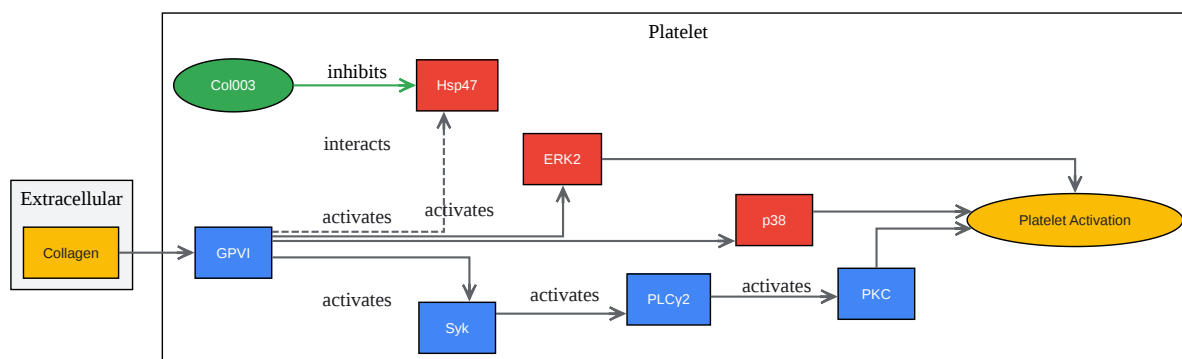 Platelet
Col003
inhibits
Hsp47
interacts
ERK2
Extracellular
activates
activates
p38
Platelet Activation
Collagen
GPVI
activates
activates
PLCγ2
activates
PKC
Syk